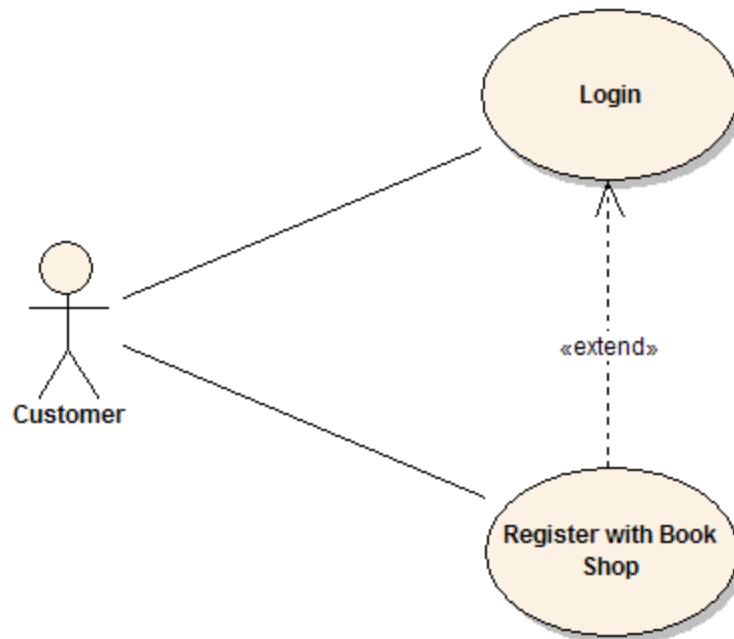 Login
«extend»
Customer
Register with Book
Shop